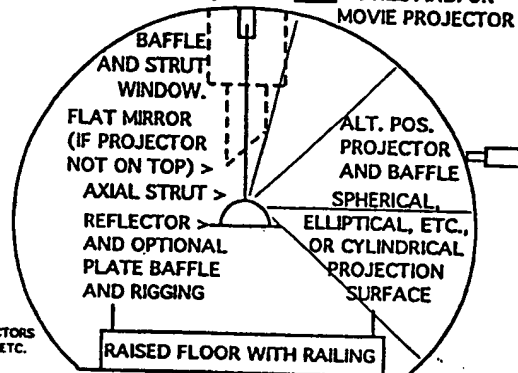 MOVIE PROJECTOR
BAFFLE
AND STRUT
WINDOW.
FLAT MIRROR
(IF PROJECTOR
NOT ON TOP) >
AXIAL STRUT >
REFLECTOR >
AND OPTIONAL
PLATE BAFFLE
AND RIGGING
ALT. POS.
PROJECTOR
AND BAFFLE
SPHERICAL,
ELLIPTICAL, ETC.,
OR CYLINDRICAL
PROJECTION
SURFACE
CTORS
ETC.
RAISED FLOOR WITH RAILING